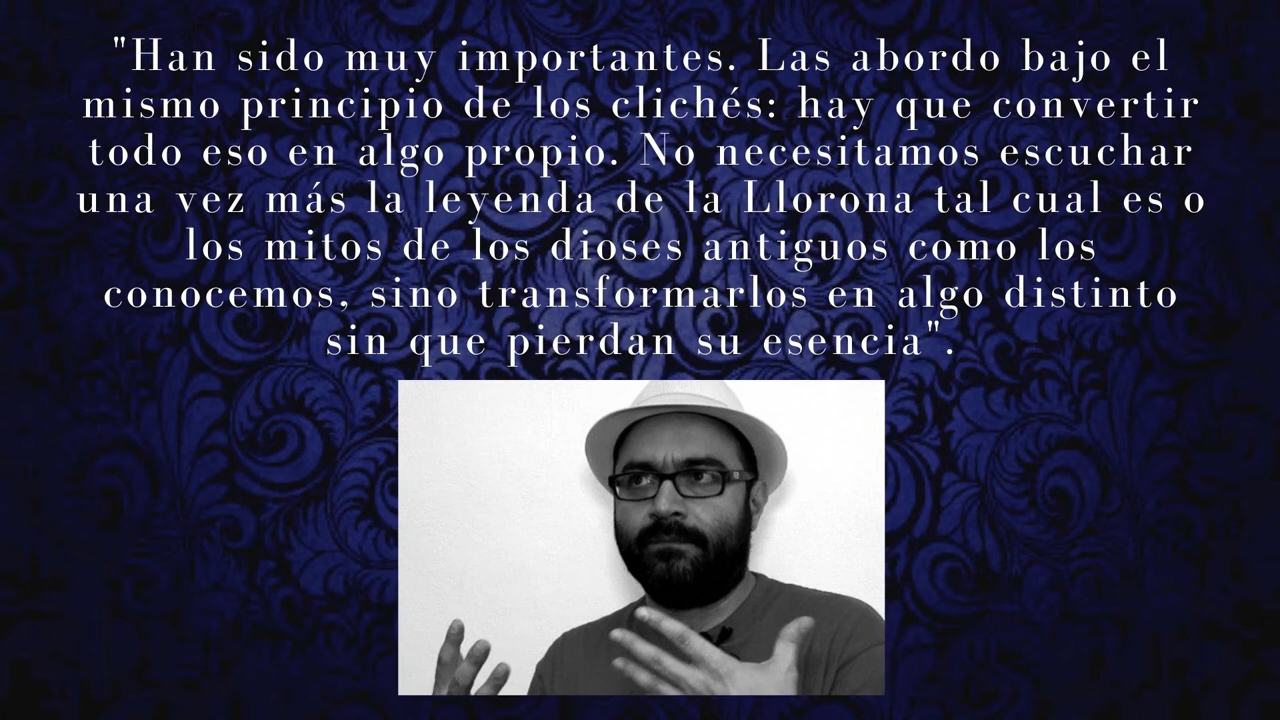 "Han sido muy importantes. Las abordo bajo el
mismo principio de los clichés: hay que convertir
todo eso en algo propio. No necesitamos escuchar
una vez más la leyenda de la Llorona tal cual es o
los mitos de los dioses antiguos como los
conocemos, sino transformarlos en algo distinto
sin que pierdan su esencia".